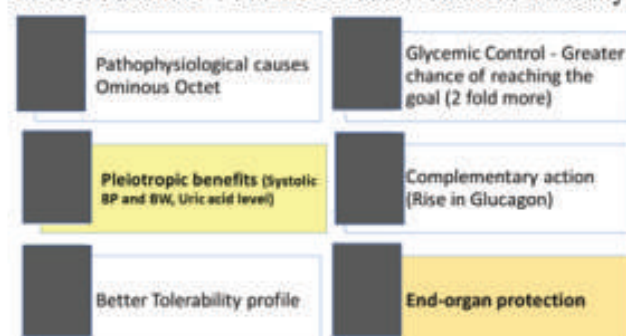 Pathophysiological causes
Ominous Octet
Glycemic Control - Greater
chance of reaching the
goal (2 fold more)
Pleiotropic benefits (Systolic
BP and BW, Uric acid level)
Complementary action
(Rise in Glucagon)
Better Tolerability profile
End-organ protection